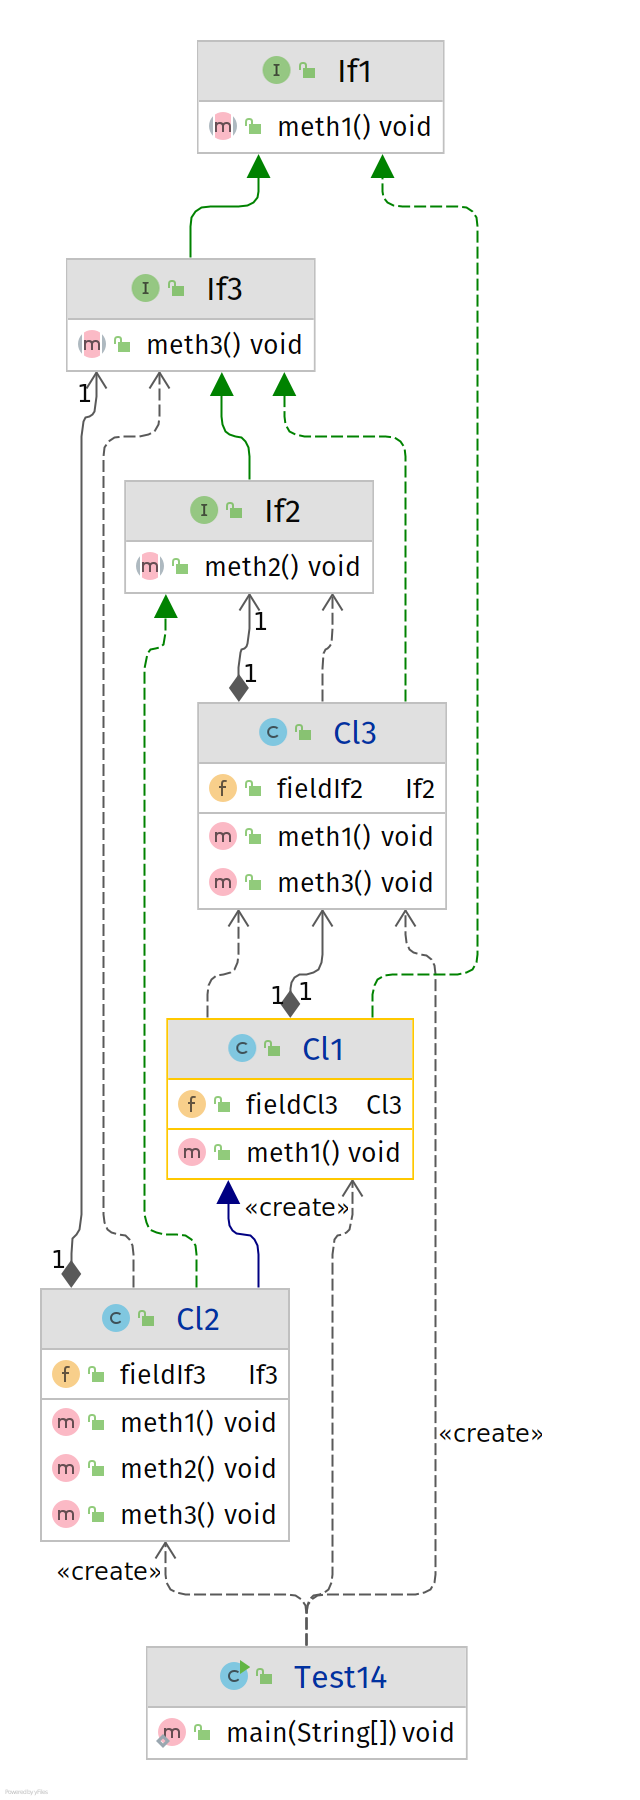 I If1
m meth1() void
I If3
m meth3() void
1
I If2
m meth2() void
1
1
C Cl3
f fieldIf2 If2
m meth1() void
m meth3() void
1 1
C Cl1
f fieldCl3 Cl3
m meth1() void
«create»
1
C Cl2
f fieldIf3 If3
m meth1() void
«create»
m meth2() void
m meth3() void
«create»
C Test14
m main(String[]) void
Powered by yFiles